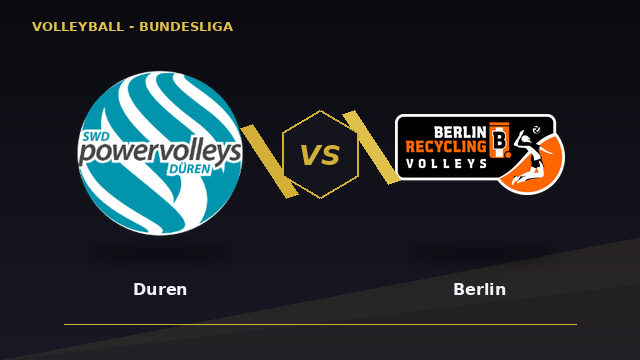 VOLLEYBALL - BUNDESLIGA
SWD
powervolleys
DÜREN
VS
BERLIN
RECYCLING
VOLLEYS
B
Duren
Berlin